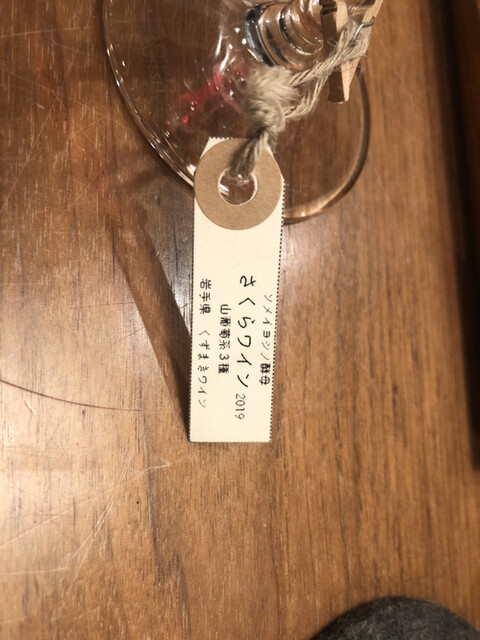 ソメイヨシノ酵母
さくらワイン 2019
山葡萄系3種
岩手県 くずまきワイン